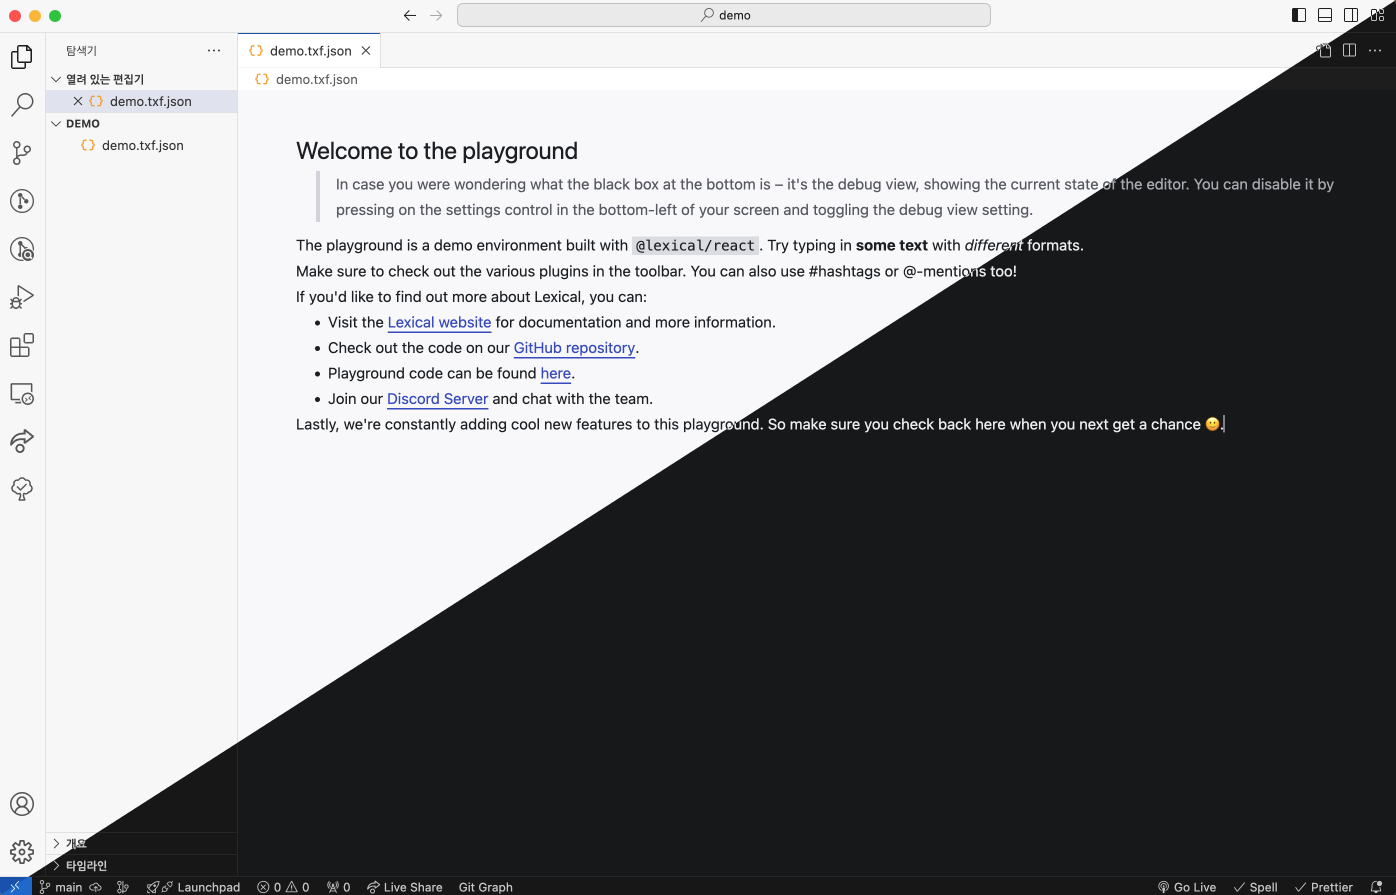 demo
탐색기
열려 있는 편집기
demo.txf.json
DEMO
demo.txf.json
demo.txf.json
demo.txf.json
Welcome to the playground
In case you were wondering what the black box at the bottom is – it's the debug view, showing the current state of the editor. You can disable it by
pressing on the settings control in the bottom-left of your screen and toggling the debug view setting.
The playground is a demo environment built with @lexical/react. Try typing in some text with different formats.
Make sure to check out the various plugins in the toolbar. You can also use #hashtags or @-mentions too!
If you'd like to find out more about Lexical, you can:
• Visit the Lexical website for documentation and more information.
• Check out the code on our GitHub repository.
• Playground code can be found here.
• Join our Discord Server and chat with the team.
Lastly, we're constantly adding cool new features to this playground. So make sure you check back here when you next get a chance 🙂.
개요
타임라인
main Launchpad 0 0 0 Live Share Git Graph Go Live Spell Prettier